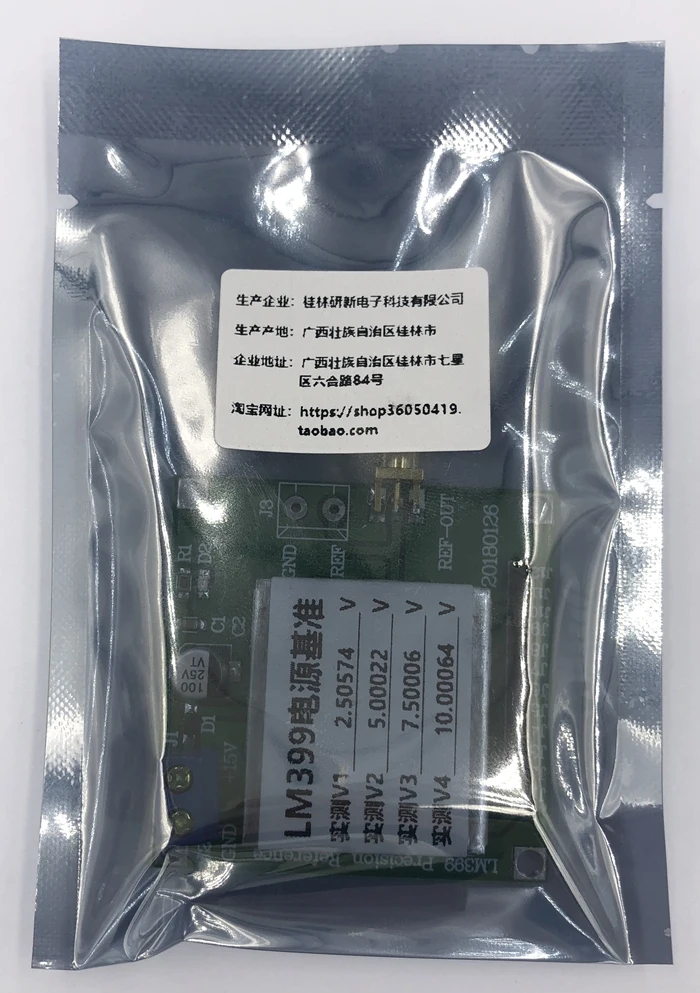 生产企业：桂林研新电子科技有限公司
生产产地：广西壮族自治区桂林市
企业地址：广西壮族自治区桂林市七星
区六合路84号
淘宝网址：https://shop36050419.
taobao.com
J3
GND
REF
REF-OUT
20180126
R1
D2
C1
C2
100
25V
VT
D1
J1
+15V
GND
LM399电源基准
实测V1 2.50574 V
实测V2 5.00022 V
实测V3 7.50006 V
实测V4 10.00064 V
LM399 Precision Reference